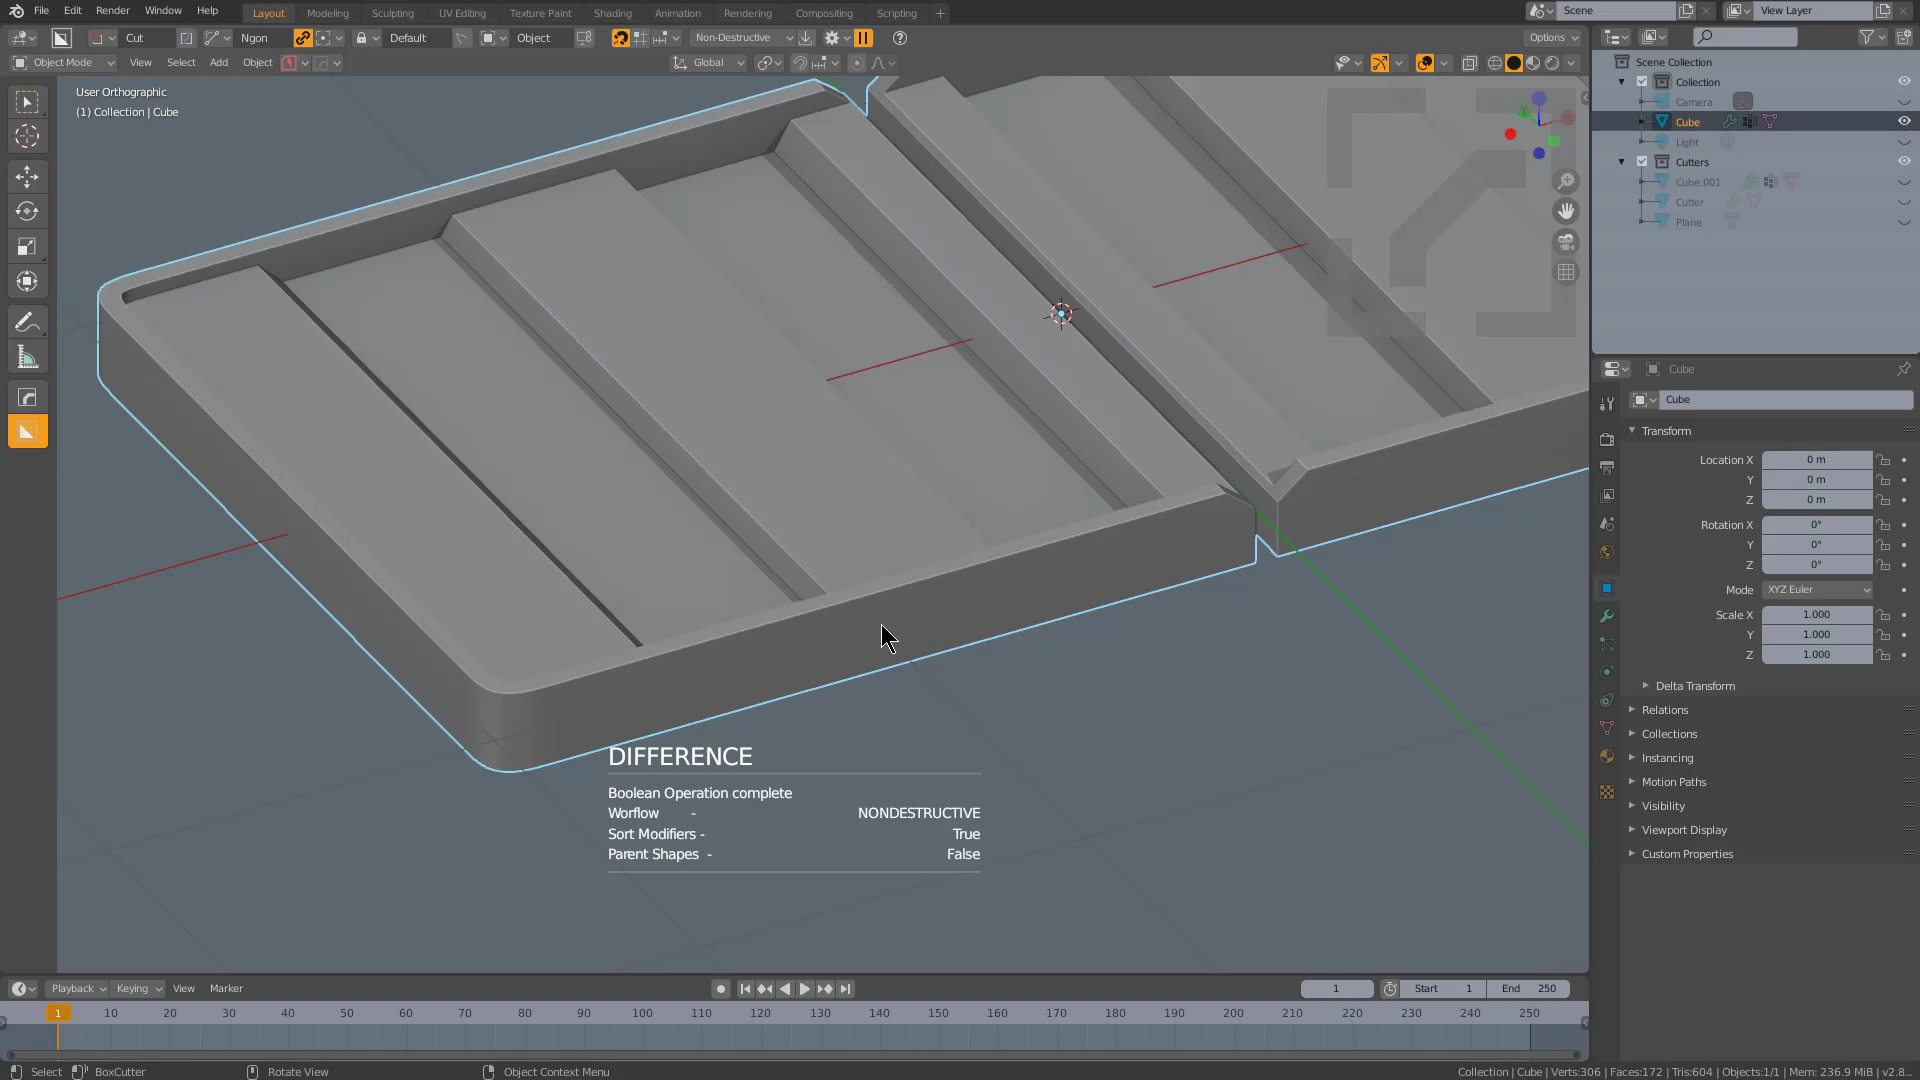 File Edit Render Window Help
Layout Modeling Sculpting UV Editing Texture Paint Shading Animation Rendering Compositing Scripting +
Scene View Layer
Cut Ngon Default Object Non-Destructive Options
Object Mode View Select Add Object Global
User Orthographic
(1) Collection | Cube
Scene Collection
Collection
Camera
Cube
Light
Cutters
Cube.001
Cutter
Plane
Cube
Cube
Transform
Location X 0 m
Y 0 m
Z 0 m
Rotation X 0°
Y 0°
Z 0°
Mode XYZ Euler
Scale X 1.000
Y 1.000
Z 1.000
Delta Transform
Relations
Collections
Instancing
Motion Paths
Visibility
Viewport Display
Custom Properties
DIFFERENCE
Boolean Operation complete
Worflow - NONDESTRUCTIVE
Sort Modifiers - True
Parent Shapes - False
Playback Keying View Marker 1 Start 1 End 250
1 10 20 30 40 50 60 70 80 90 100 110 120 130 140 150 160 170 180 190 200 210 220 230 240 250
Select BoxCutter Rotate View Object Context Menu Collection | Cube | Verts:306 | Faces:172 | Tris:604 | Objects:1/1 | Mem: 236.9 MiB | v2.8...